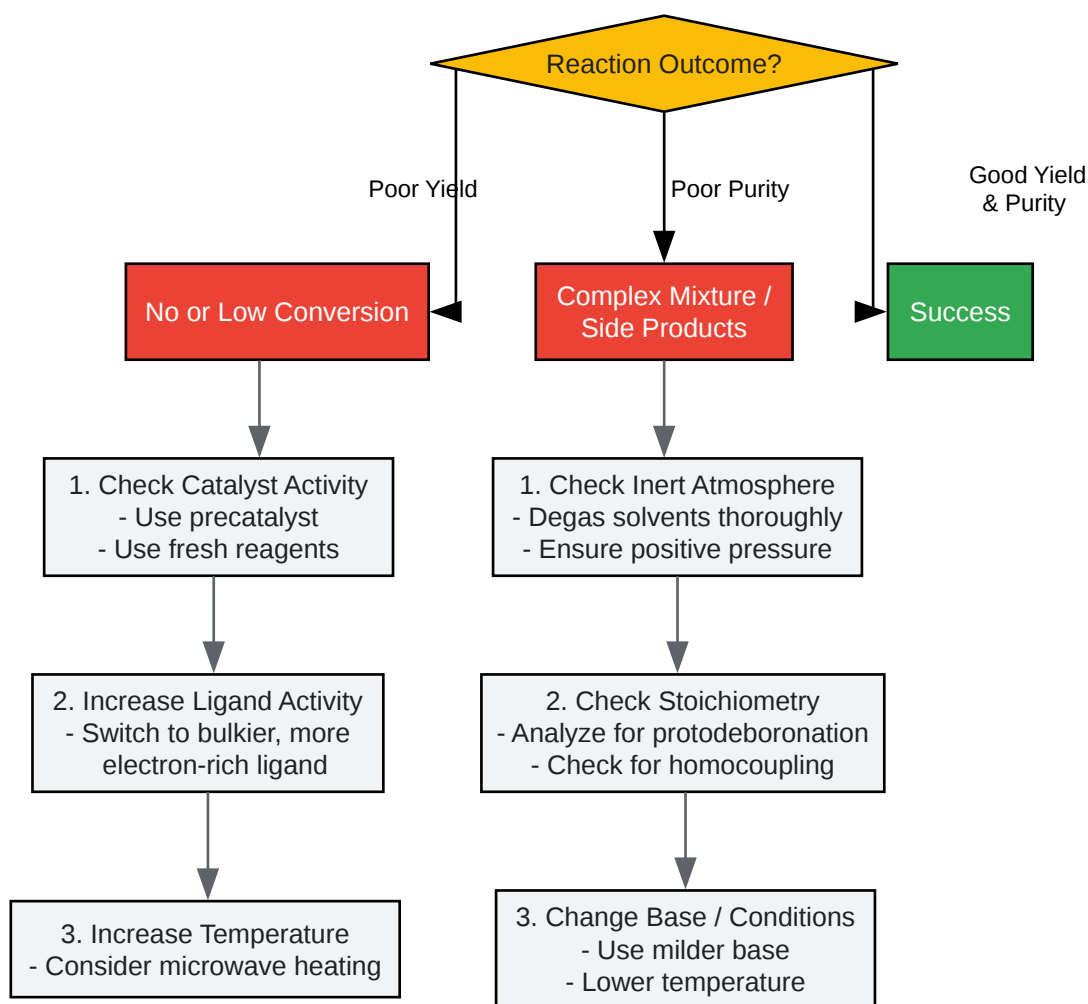 Reaction Outcome?
Poor Yield
Poor Purity
Good Yield
& Purity
No or Low Conversion
Complex Mixture /
Side Products
Success
1. Check Catalyst Activity
- Use precatalyst
- Use fresh reagents
1. Check Inert Atmosphere
- Degas solvents thoroughly
- Ensure positive pressure
2. Increase Ligand Activity
- Switch to bulkier, more
electron-rich ligand
2. Check Stoichiometry
- Analyze for protodeboronation
- Check for homocoupling
3. Increase Temperature
- Consider microwave heating
3. Change Base / Conditions
- Use milder base
- Lower temperature